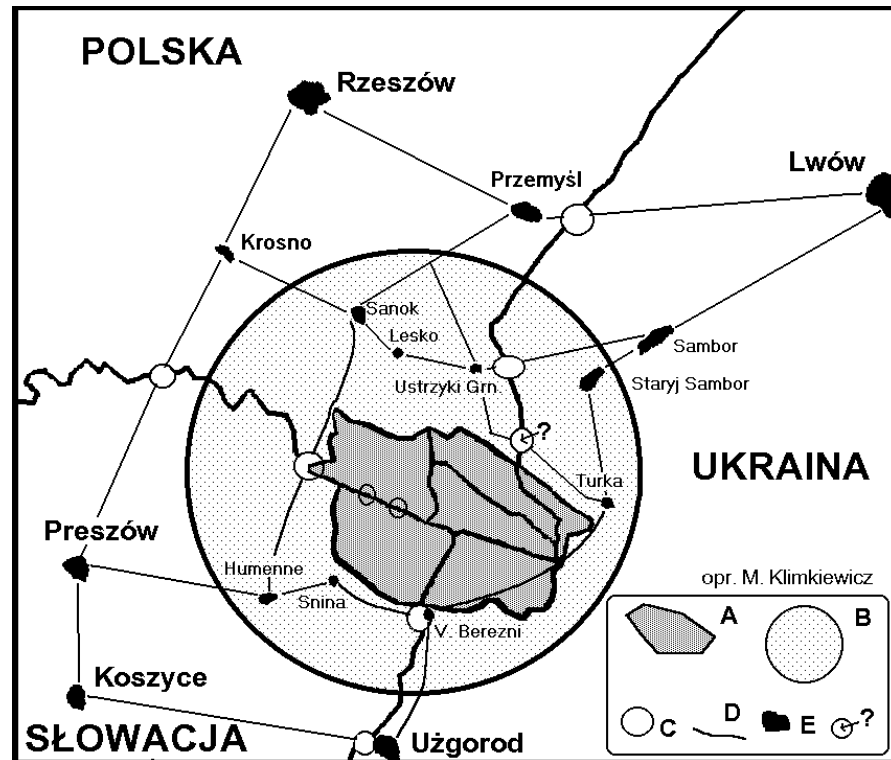 POLSKA
Rzeszów
Przemyśl
Lwów
Krosno
Sanok
Lesko
Sambor
Ustrzyki Grn.
Staryj Sambor
?
UKRAINA
Turka
Preszów
Humenne
Snina
opr. M. Klimkiewicz
V. Berezni
A
B
Koszyce
C
D
E
?
SŁOWACJA
Użgorod